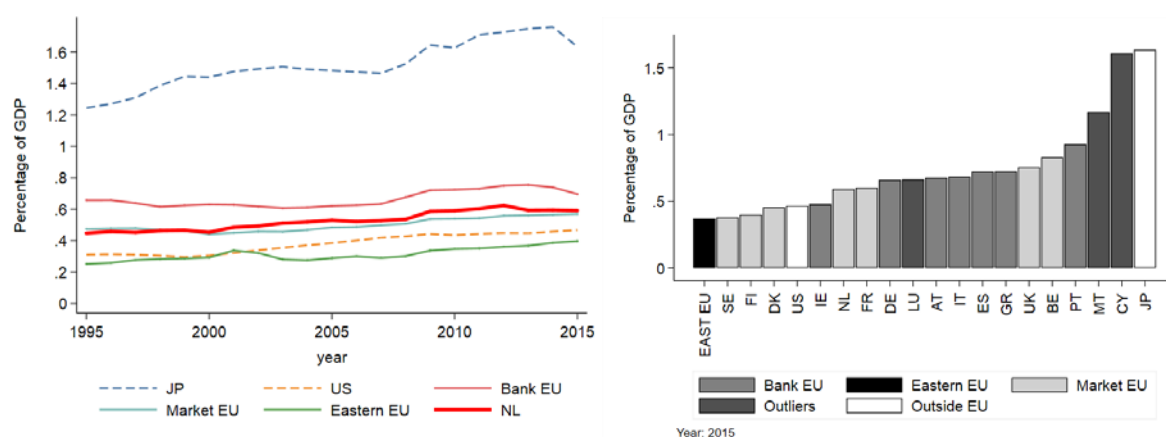 Percentage of GDP
1.6
1.4
1.2
1
.8
.6
.4
.2
0
1995 2000 2005 2010 2015
year
JP US Bank EU
Market EU Eastern EU NL
Percentage of GDP
1.5
1
.5
0
EAST EU SE FI DK US IE NL FR DE LU AT IT ES GR UK BE PT MT CY JP
Bank EU Eastern EU Market EU
Outliers Outside EU
Year: 2015